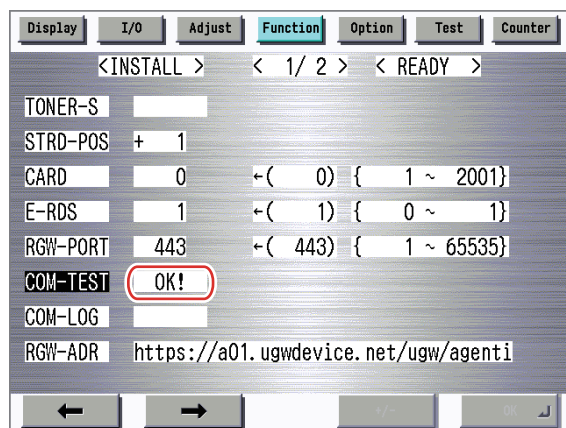 Display I/O Adjust Function Option Test Counter
<INSTALL > < 1/ 2 > < READY >
TONER-S
STRD-POS + 1
CARD 0 ←( 0) { 1 ~ 2001}
E-RDS 1 ←( 1) { 0 ~ 1}
RGW-PORT 443 ←( 443) { 1 ~ 65535}
COM-TEST OK!
COM-LOG
RGW-ADR https://a01.ugwdevice.net/ugw/agenti
← → +/- OK